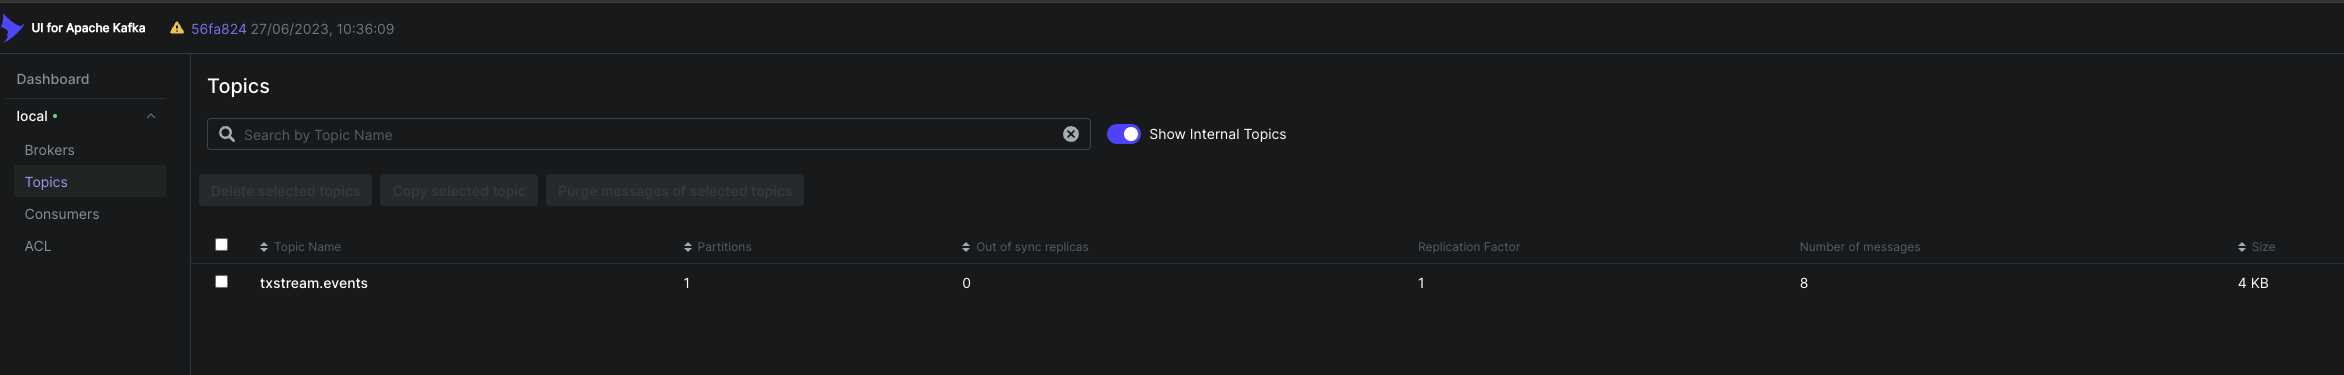 UI for Apache Kafka 56fa824 27/06/2023, 10:36:09
Dashboard
local
Brokers
Topics
Consumers
ACL
Topics
Search by Topic Name
Show Internal Topics
Delete selected topics Copy selected topic Purge messages of selected topics
Topic Name Partitions Out of sync replicas Replication Factor Number of messages Size
txstream.events 1 0 1 8 4 KB